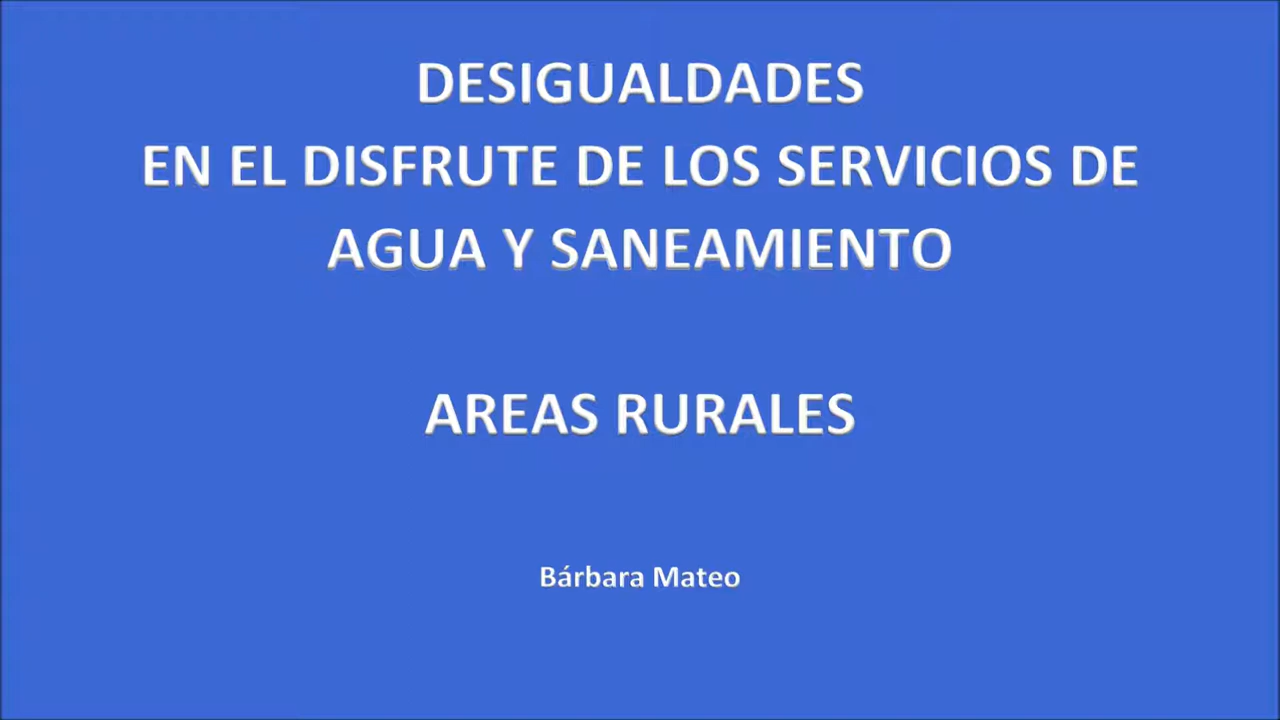 DESIGUALDADES
EN EL DISFRUTE DE LOS SERVICIOS DE
AGUA Y SANEAMIENTO
AREAS RURALES
Bárbara Mateo